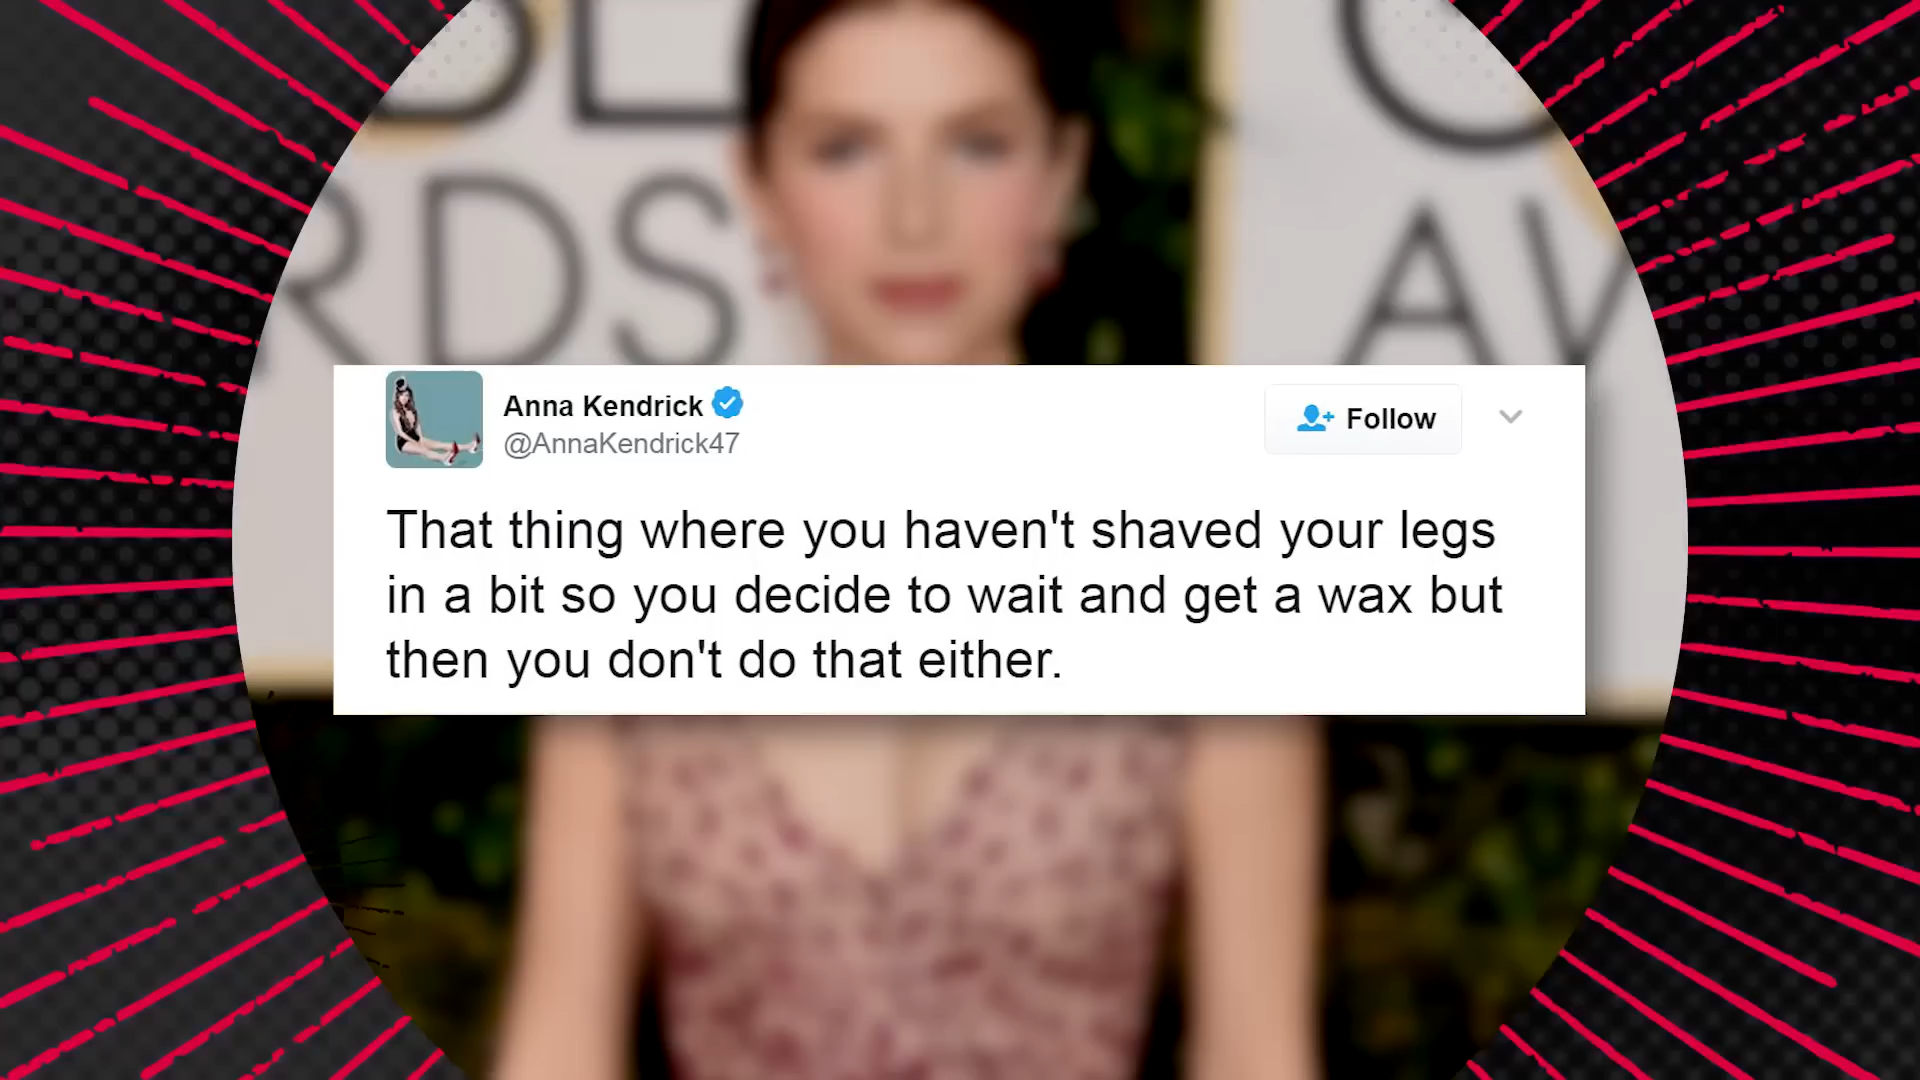 RDS
Anna Kendrick
@AnnaKendrick47
Follow
That thing where you haven't shaved your legs
in a bit so you decide to wait and get a wax but
then you don't do that either.